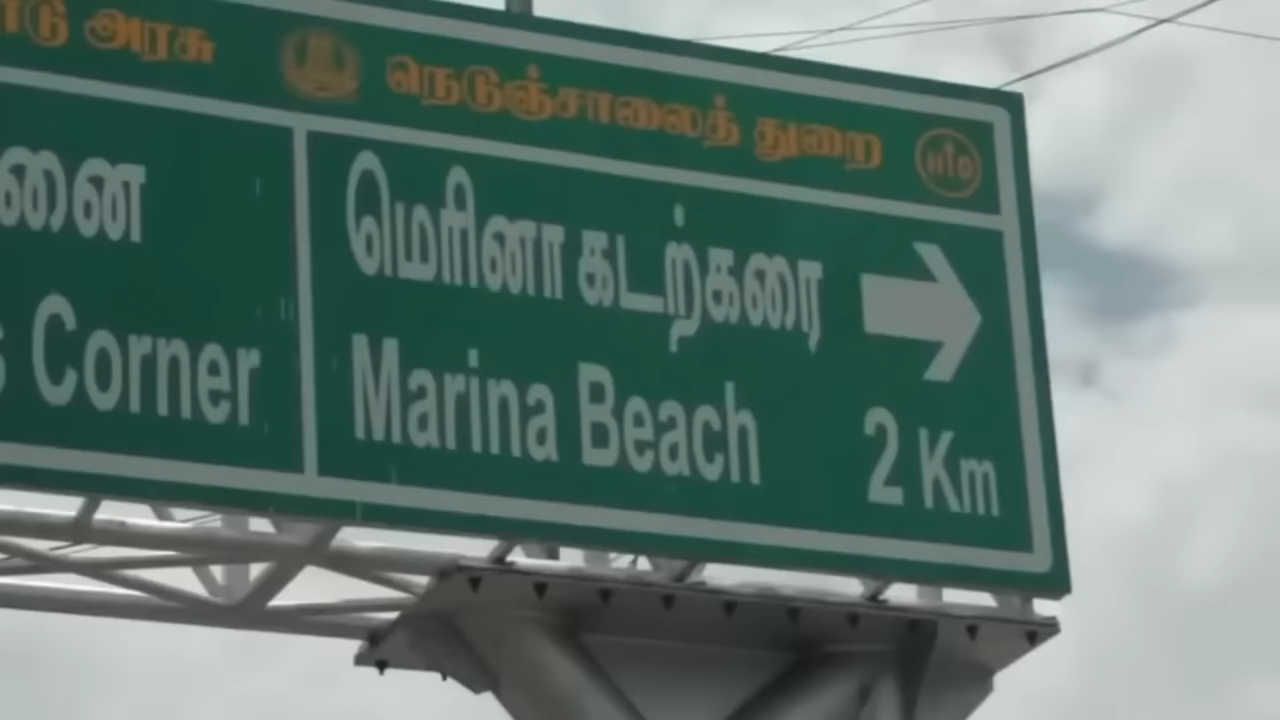 அரசு நெடுஞ்சாலைத் துறை
மெரினா கடற்கரை
Corner
Marina Beach
2 Km